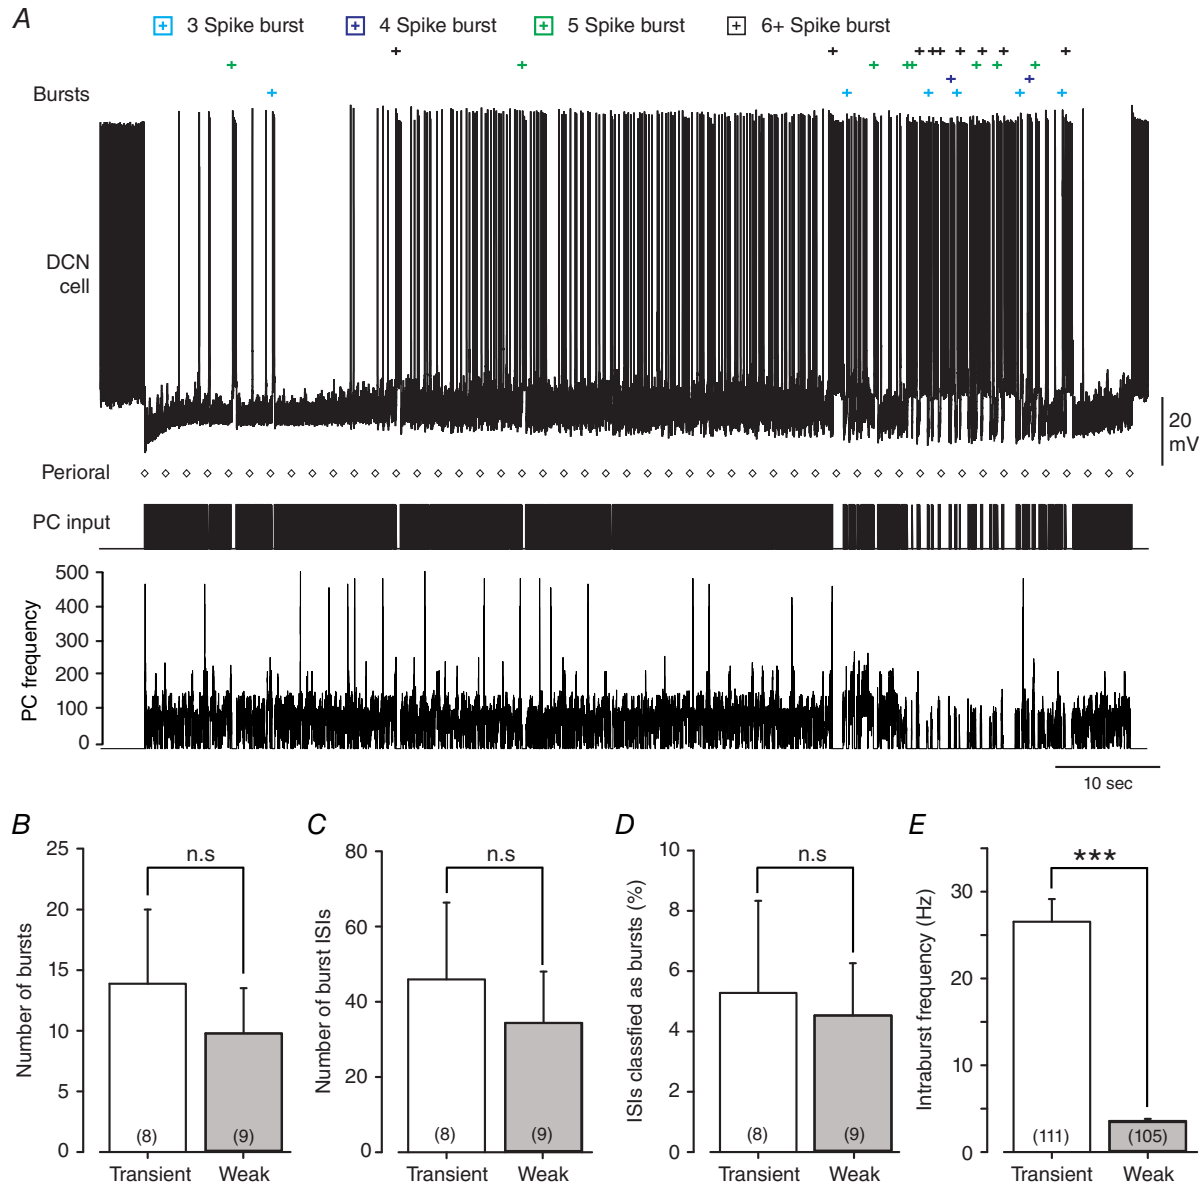 A
3 Spike burst 4 Spike burst 5 Spike burst 6+ Spike burst
Bursts
DCN
cell
20
mV
Perioral
PC input
500
400
300
200
100
0
PC frequency
10 sec
B
25
20
15
10
5
0
Number of bursts
n.s
(8) (9)
Transient Weak
C
80
60
40
20
0
Number of burst ISIs
n.s
(8) (9)
Transient Weak
D
10
8
6
4
2
0
ISIs classfied as bursts (%)
n.s
(8) (9)
Transient Weak
E
30
20
10
0
Intraburst frequency (Hz)
***
(111) (105)
Transient Weak